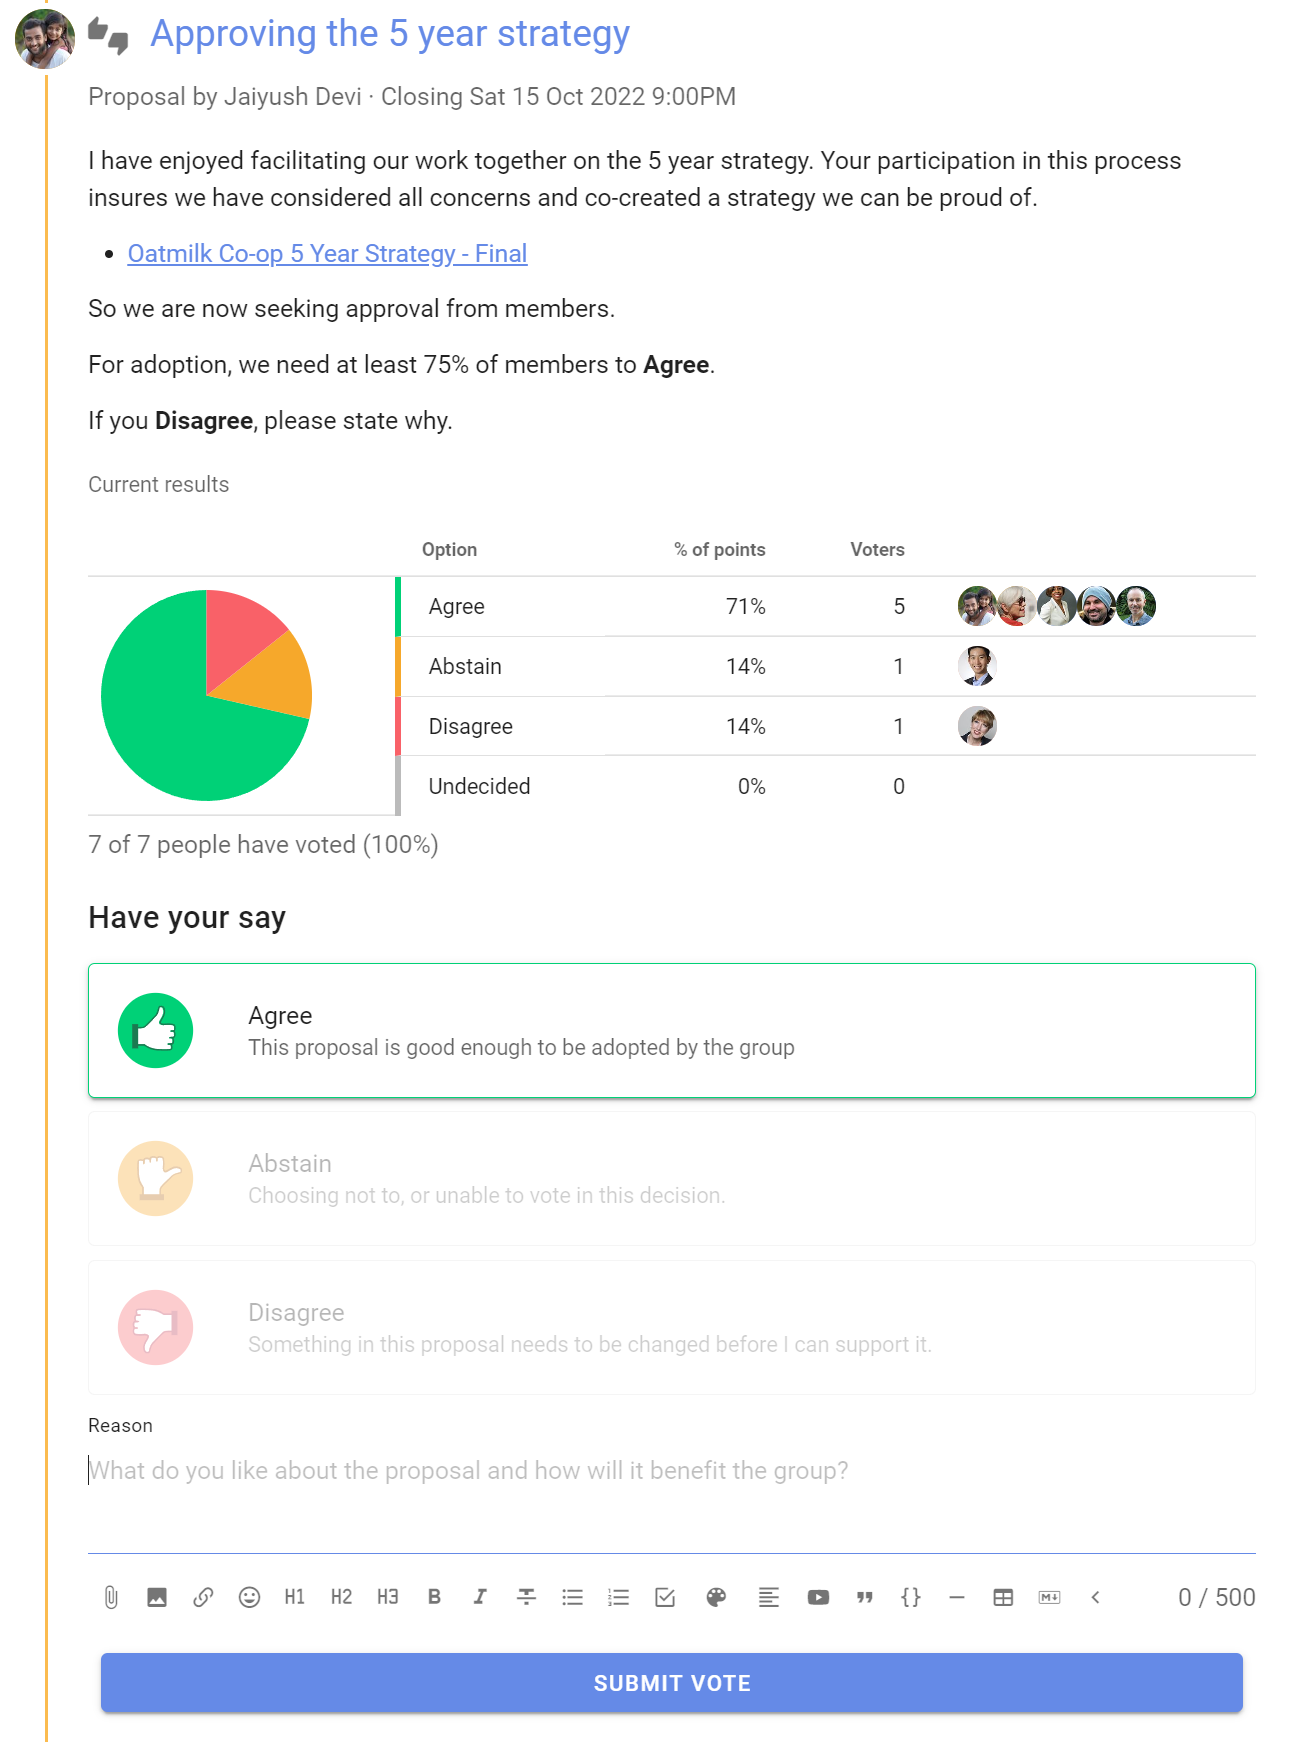 Approving the 5 year strategy
Proposal by Jaiyush Devi · Closing Sat 15 Oct 2022 9:00PM
I have enjoyed facilitating our work together on the 5 year strategy. Your participation in this process
insures we have considered all concerns and co-created a strategy we can be proud of.
• Oatmilk Co-op 5 Year Strategy - Final
So we are now seeking approval from members.
For adoption, we need at least 75% of members to Agree.
If you Disagree, please state why.
Current results
Option % of points Voters
Agree 71% 5
Abstain 14% 1
Disagree 14% 1
Undecided 0% 0
7 of 7 people have voted (100%)
Have your say
Agree
This proposal is good enough to be adopted by the group
Abstain
Choosing not to, or unable to vote in this decision.
Disagree
Something in this proposal needs to be changed before I can support it.
Reason
What do you like about the proposal and how will it benefit the group?
H1 H2 H3 B I M 0 / 500
SUBMIT VOTE